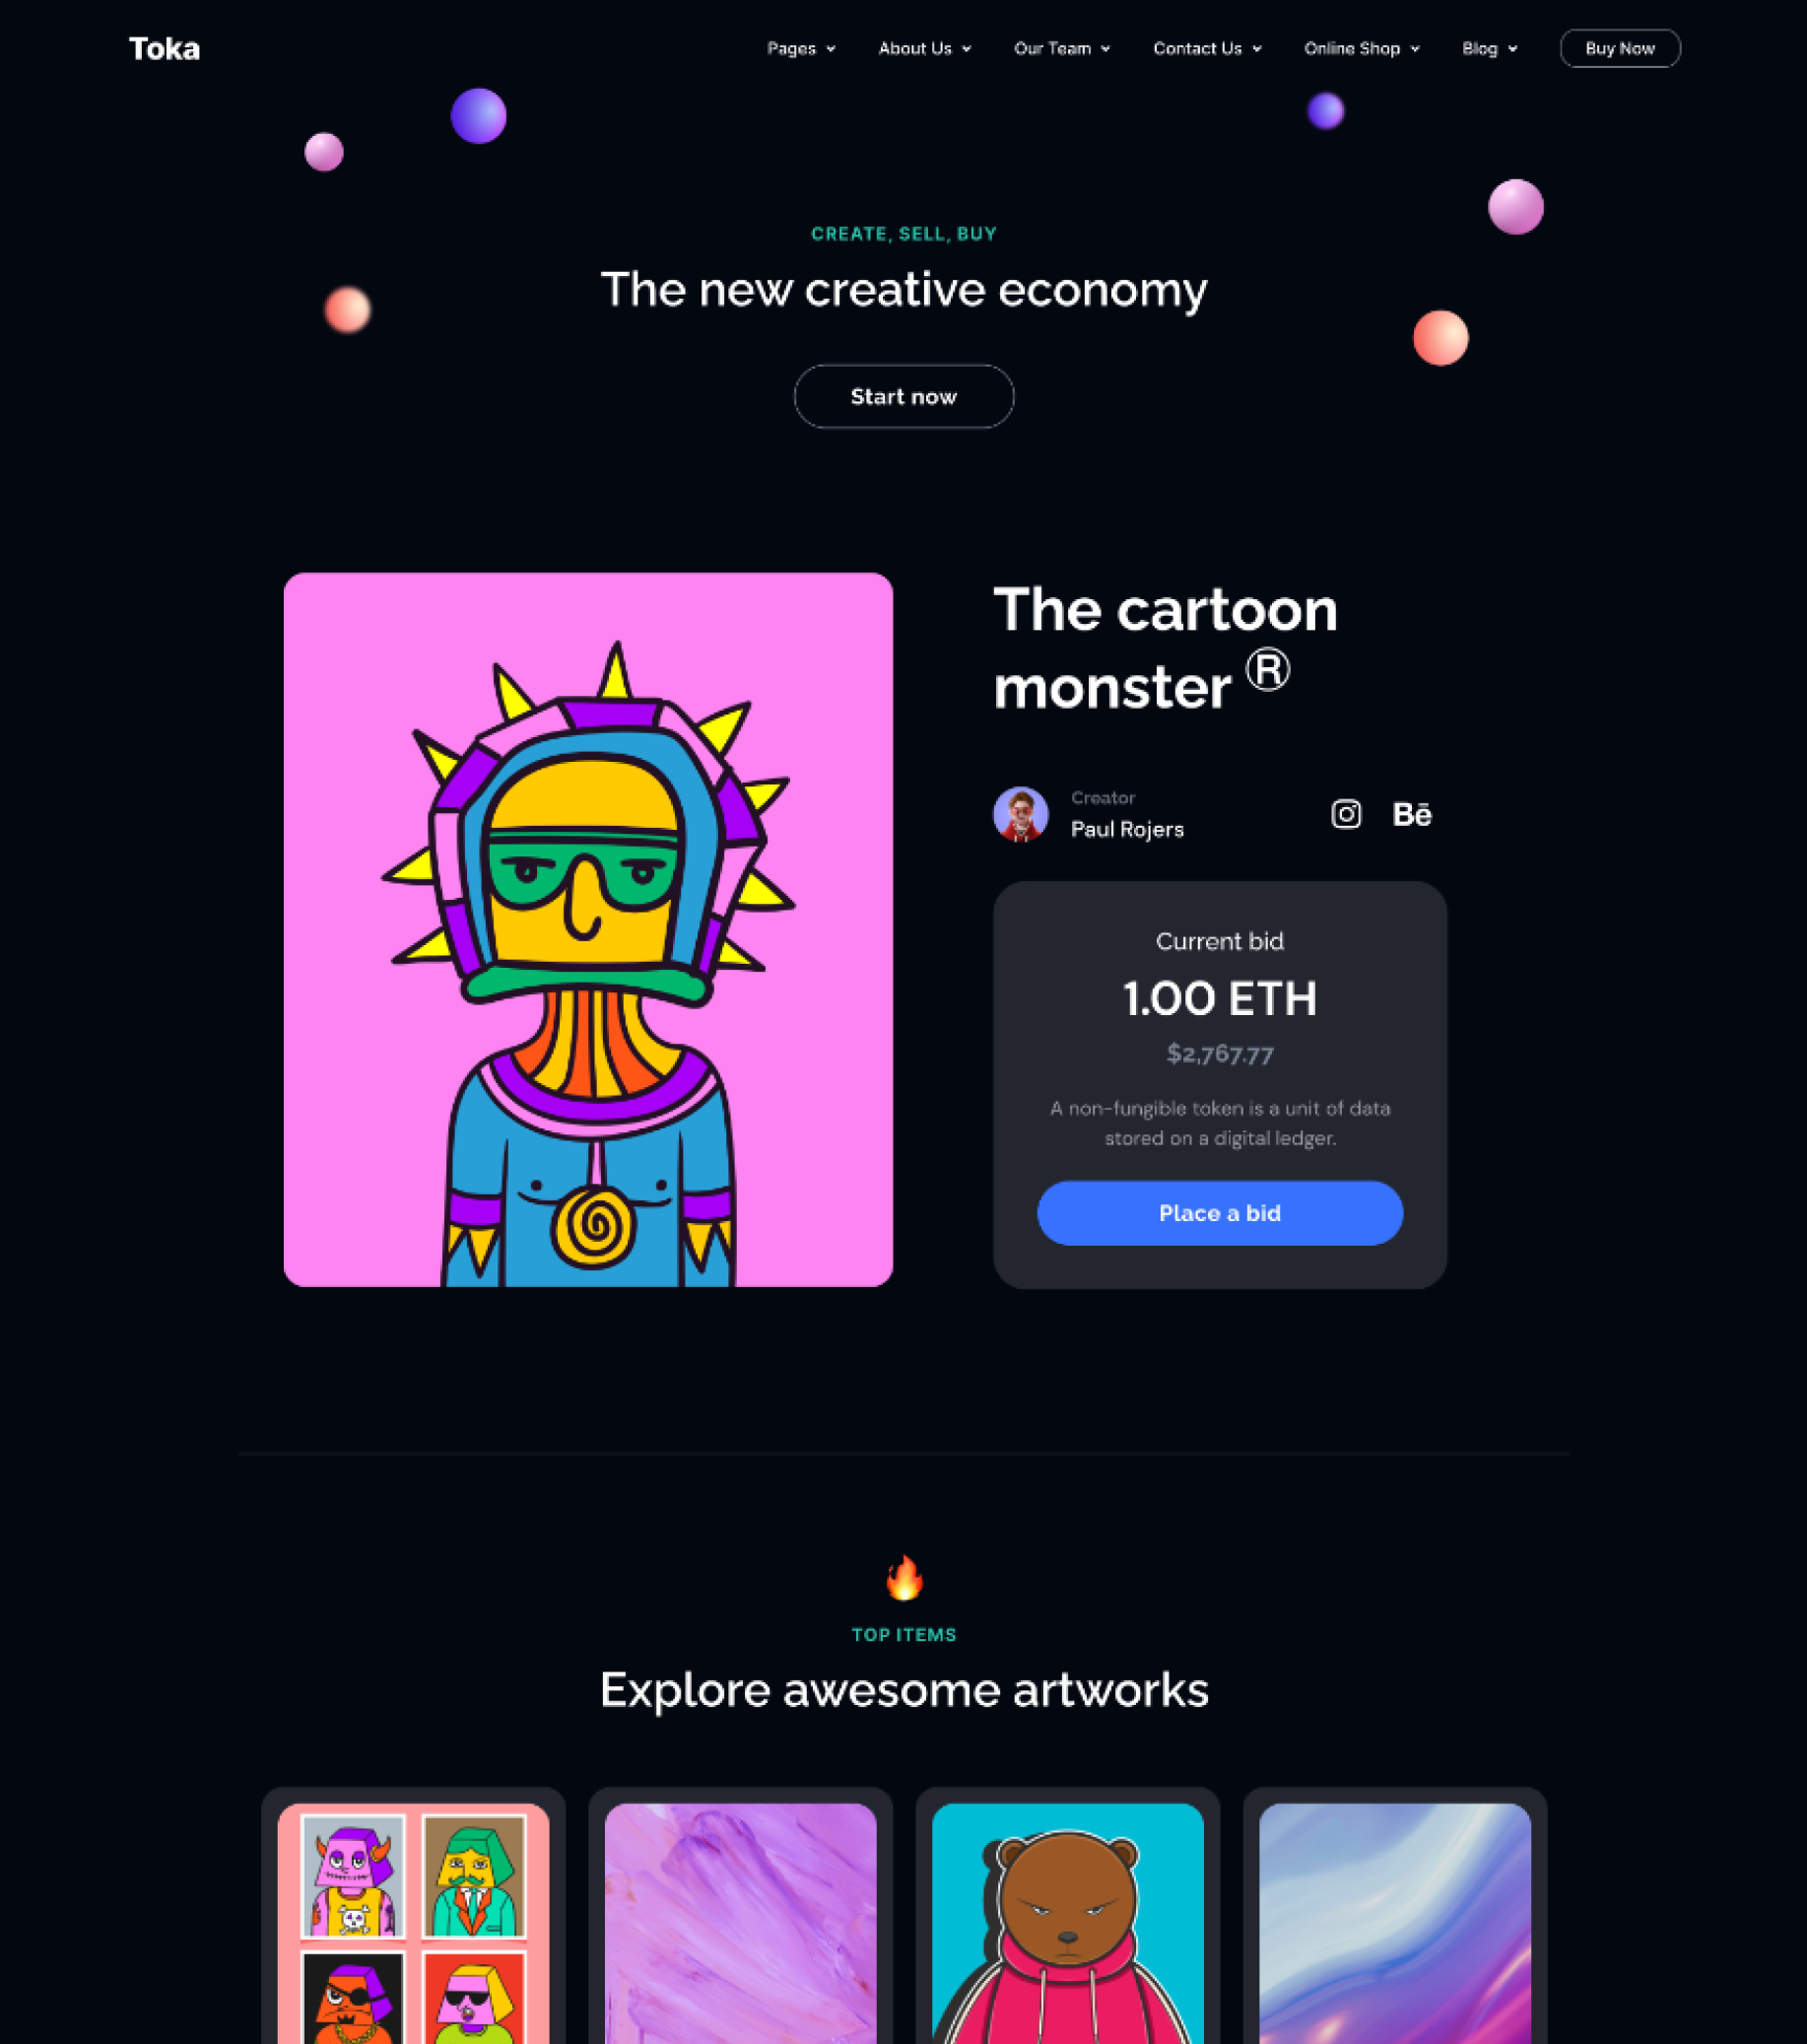 Toka
Pages About Us Our Team Contact Us Online Shop Blog Buy Now
CREATE, SELL, BUY
The new creative economy
Start now
The cartoon
monster ®
Creator
Paul Rojers
Bē
Current bid
1.00 ETH
$2,767.77
A non-fungible token is a unit of data
stored on a digital ledger.
Place a bid
TOP ITEMS
Explore awesome artworks